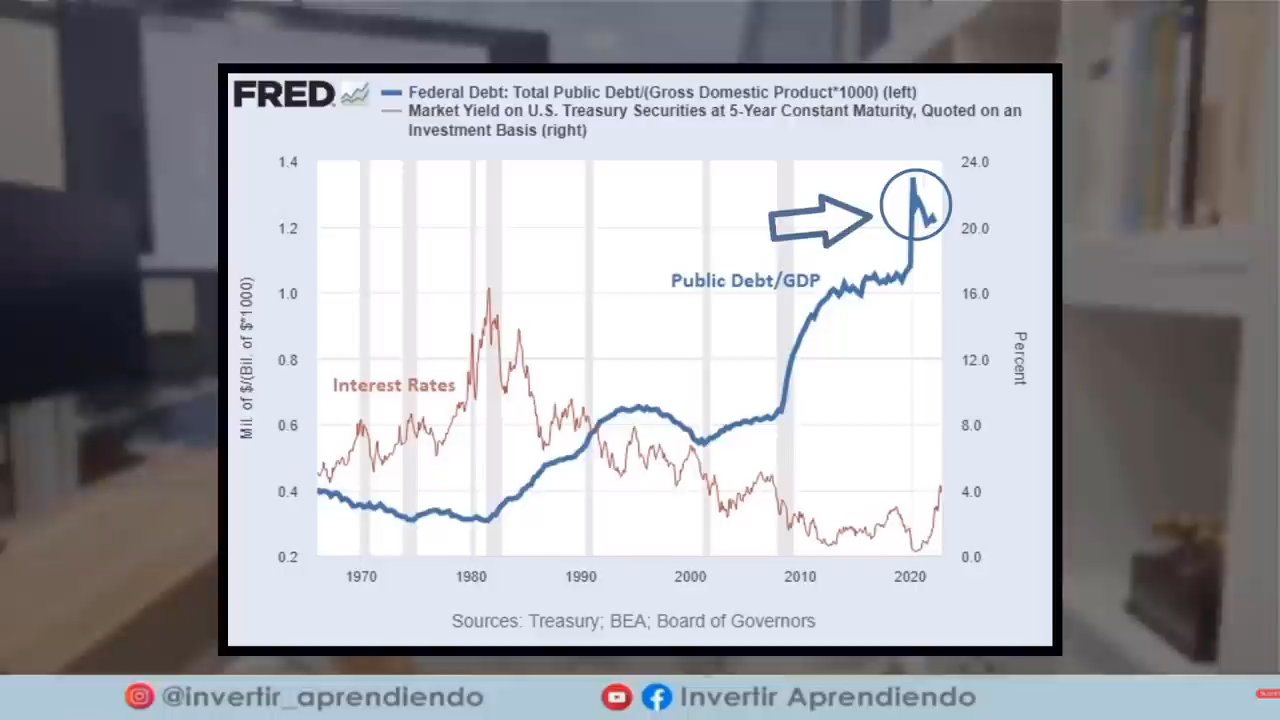 FRED
Federal Debt: Total Public Debt/(Gross Domestic Product*1000) (left)
Market Yield on U.S. Treasury Securities at 5-Year Constant Maturity, Quoted on an
Investment Basis (right)
1.4
24.0
1.2
20.0
Public Debt/GDP
1.0
16.0
Mil. of $/(Bil. of $*1000)
0.8
12.0
Percent
Interest Rates
0.6
8.0
0.4
4.0
0.2
0.0
1970 1980 1990 2000 2010 2020
Sources: Treasury; BEA; Board of Governors
@invertir_aprendiendo
Invertir Aprendiendo